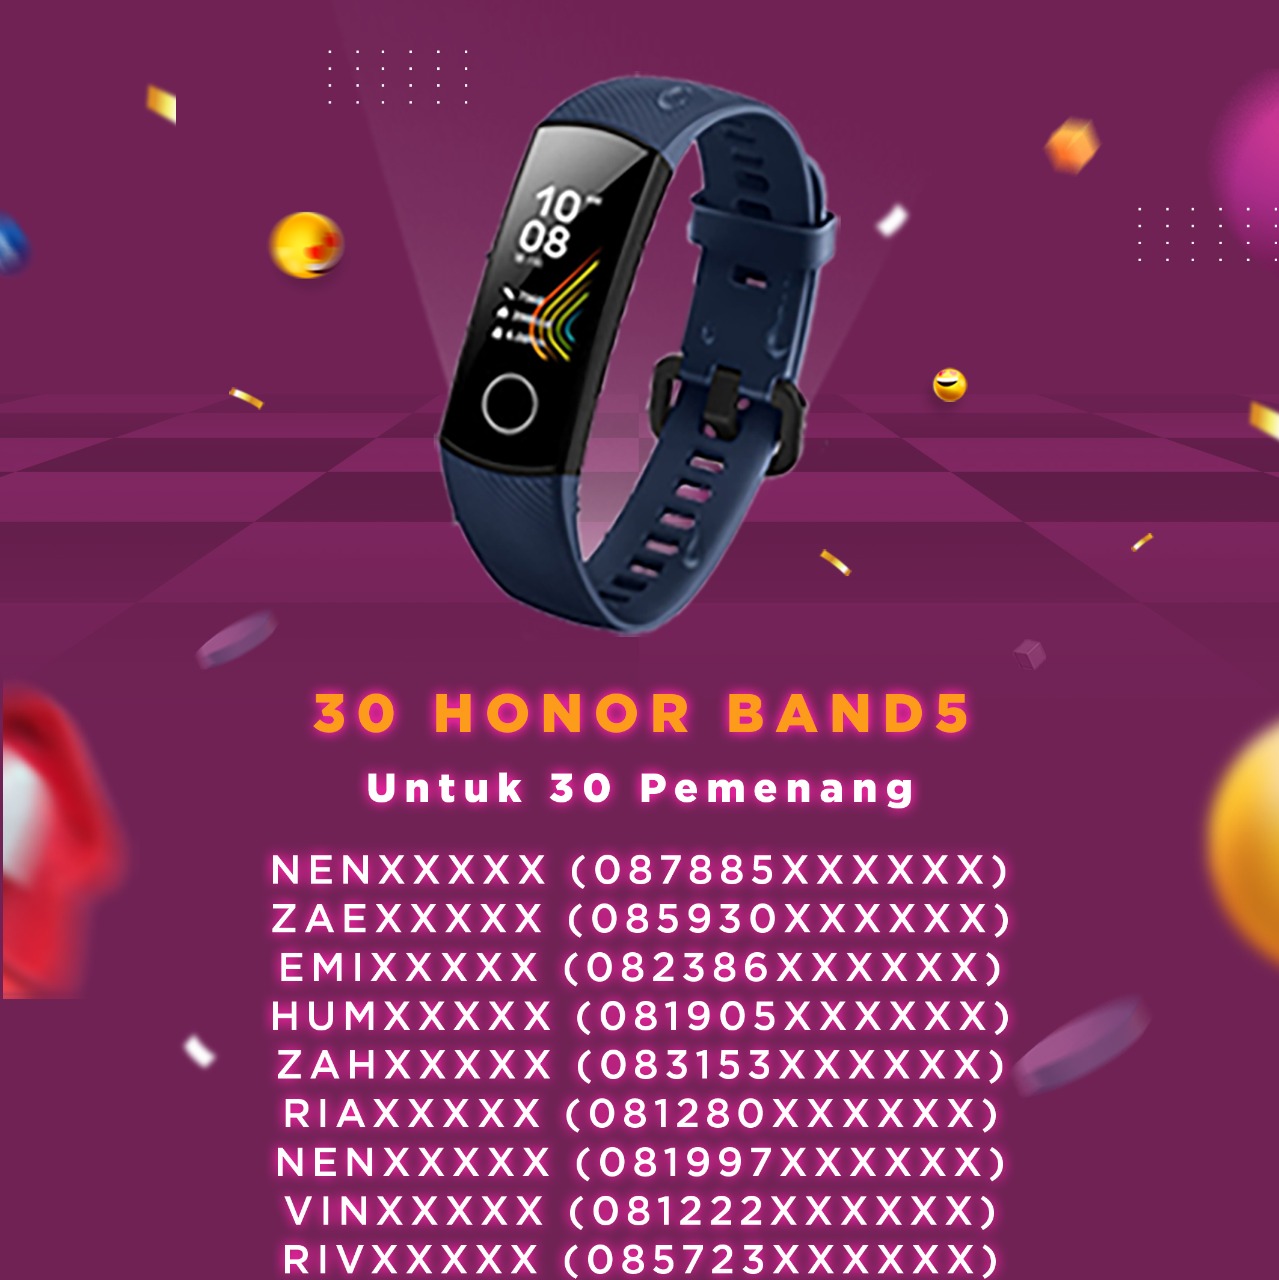 10
08
30 HONOR BAND5
Untuk 30 Pemenang
NENXXXXX (087885XXXXXX)
ZAEXXXXX (085930XXXXXX)
EMIXXXXX (082386XXXXXX)
HUMXXXXX (081905XXXXXX)
ZAHXXXXX (083153XXXXXX)
RIAXXXXX (081280XXXXXX)
NENXXXXX (081997XXXXXX)
VINXXXXX (081222XXXXXX)
RIVXXXXX (085723XXXXXX)